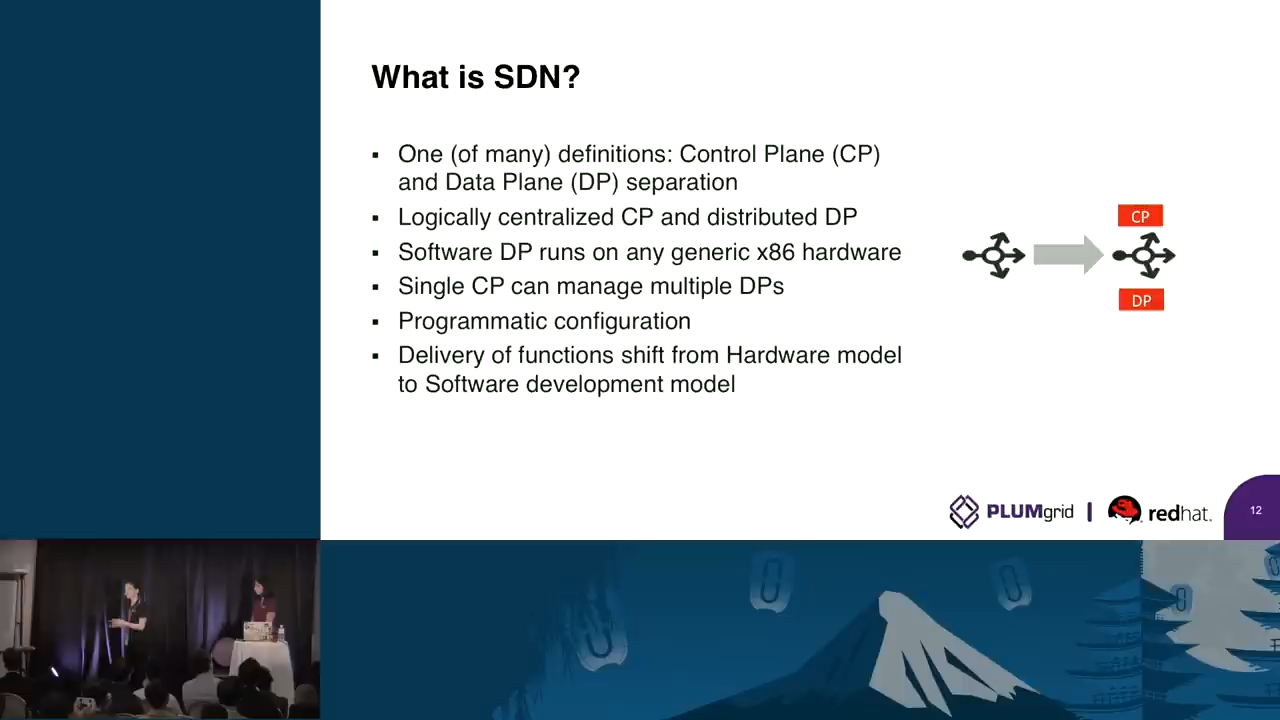 What is SDN?
▪ One (of many) definitions: Control Plane (CP)
and Data Plane (DP) separation
▪ Logically centralized CP and distributed DP
▪ Software DP runs on any generic x86 hardware
▪ Single CP can manage multiple DPs
▪ Programmatic configuration
▪ Delivery of functions shift from Hardware model
to Software development model
CP
DP
PLUMgrid | redhat.
12